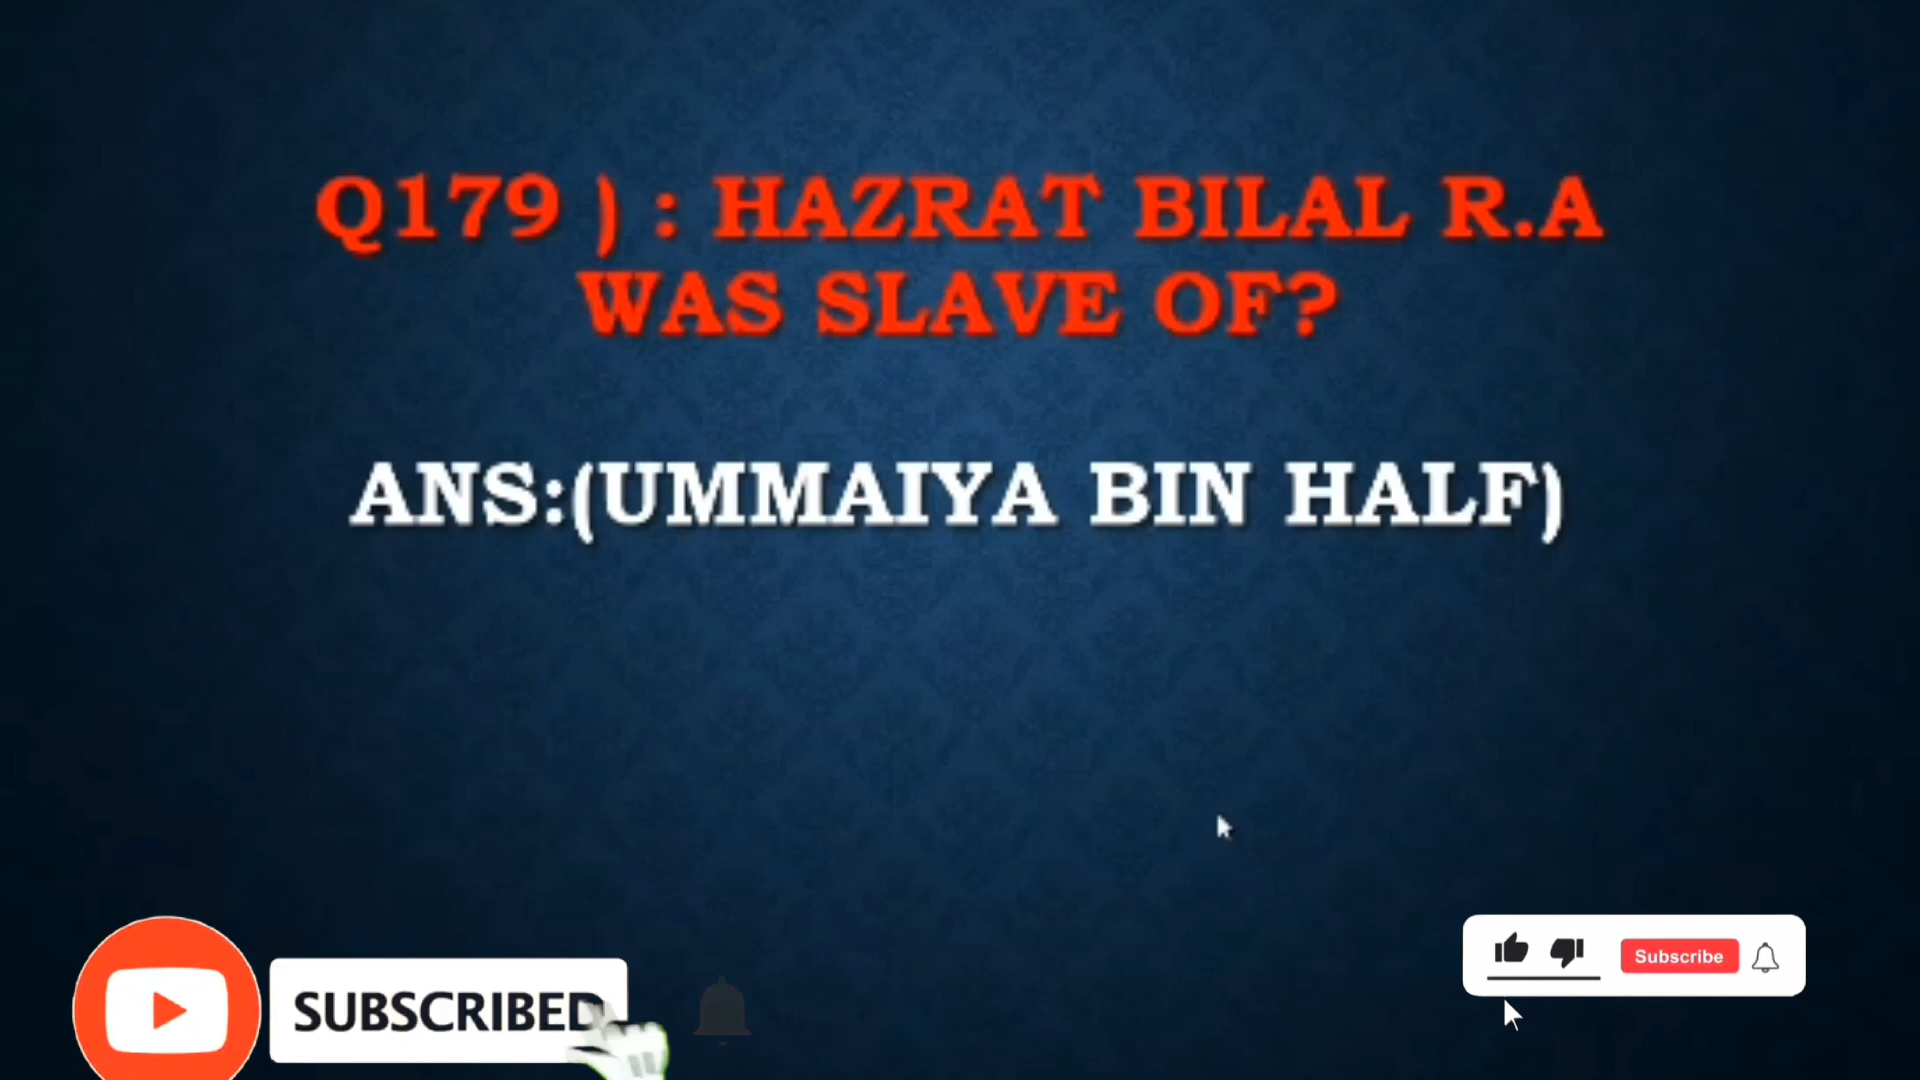 Q179 ) : HAZRAT BILAL R.A
WAS SLAVE OF?
ANS:(UMMAIYA BIN HALF)
SUBSCRIBED
Subscribe